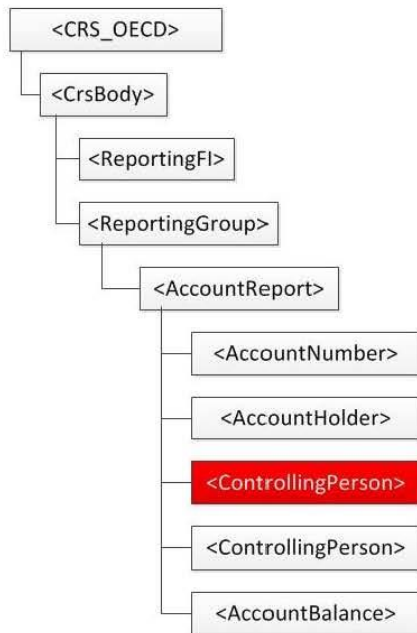 <CRS_OECD>
<CrsBody>
<ReportingFI>
<ReportingGroup>
<AccountReport>
<AccountNumber>
<AccountHolder>
<ControllingPerson>
<ControllingPerson>
<AccountBalance>